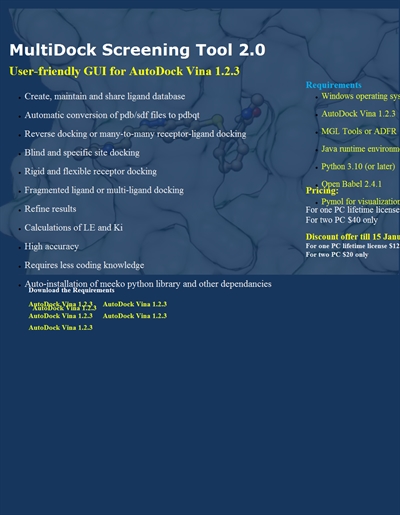 MultiDock Screening Tool 2.0
User-friendly GUI for AutoDock Vina 1.2.3
Create, maintain and share ligand database
Automatic conversion of pdb/sdf files to pdbqt
Reverse docking or many-to-many receptor-ligand docking
Blind and specific site docking
Rigid and flexible receptor docking
Fragmented ligand or multi-ligand docking
Refine results
Calculations of LE and Ki
High accuracy
Requires less coding knowledge
Auto-installation of meeko python library and other dependancies
Requirements
Windows operating sys
AutoDock Vina 1.2.3
MGL Tools or ADFR
Java runtime environme
Python 3.10 (or later)
Open Babel 2.4.1
Pymol for visualization
Pricing:
For one PC lifetime license
For two PC $40 only
Discount offer till 15 Janu
For one PC lifetime license $12
For two PC $20 only
Download the Requirements
AutoDock Vina 1.2.3 AutoDock Vina 1.2.3
AutoDock Vina 1.2.3
AutoDock Vina 1.2.3 AutoDock Vina 1.2.3
AutoDock Vina 1.2.3